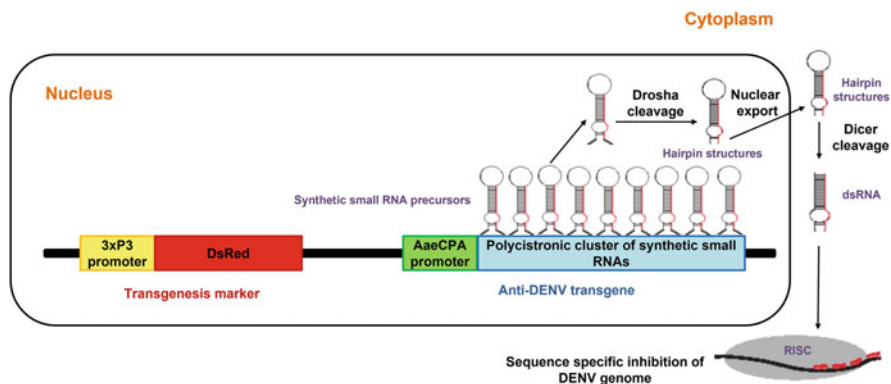 Cytoplasm
Nucleus
Drosha
cleavage
Nuclear
export
Hairpin
structures
Hairpin structures
Dicer
cleavage
Synthetic small RNA precursors
dsRNA
3xP3
promoter
DsRed
AaeCPA
promoter
Polycistronic cluster of synthetic small
RNAs
Transgenesis marker
Anti-DENV transgene
RISC
Sequence specific inhibition of
DENV genome